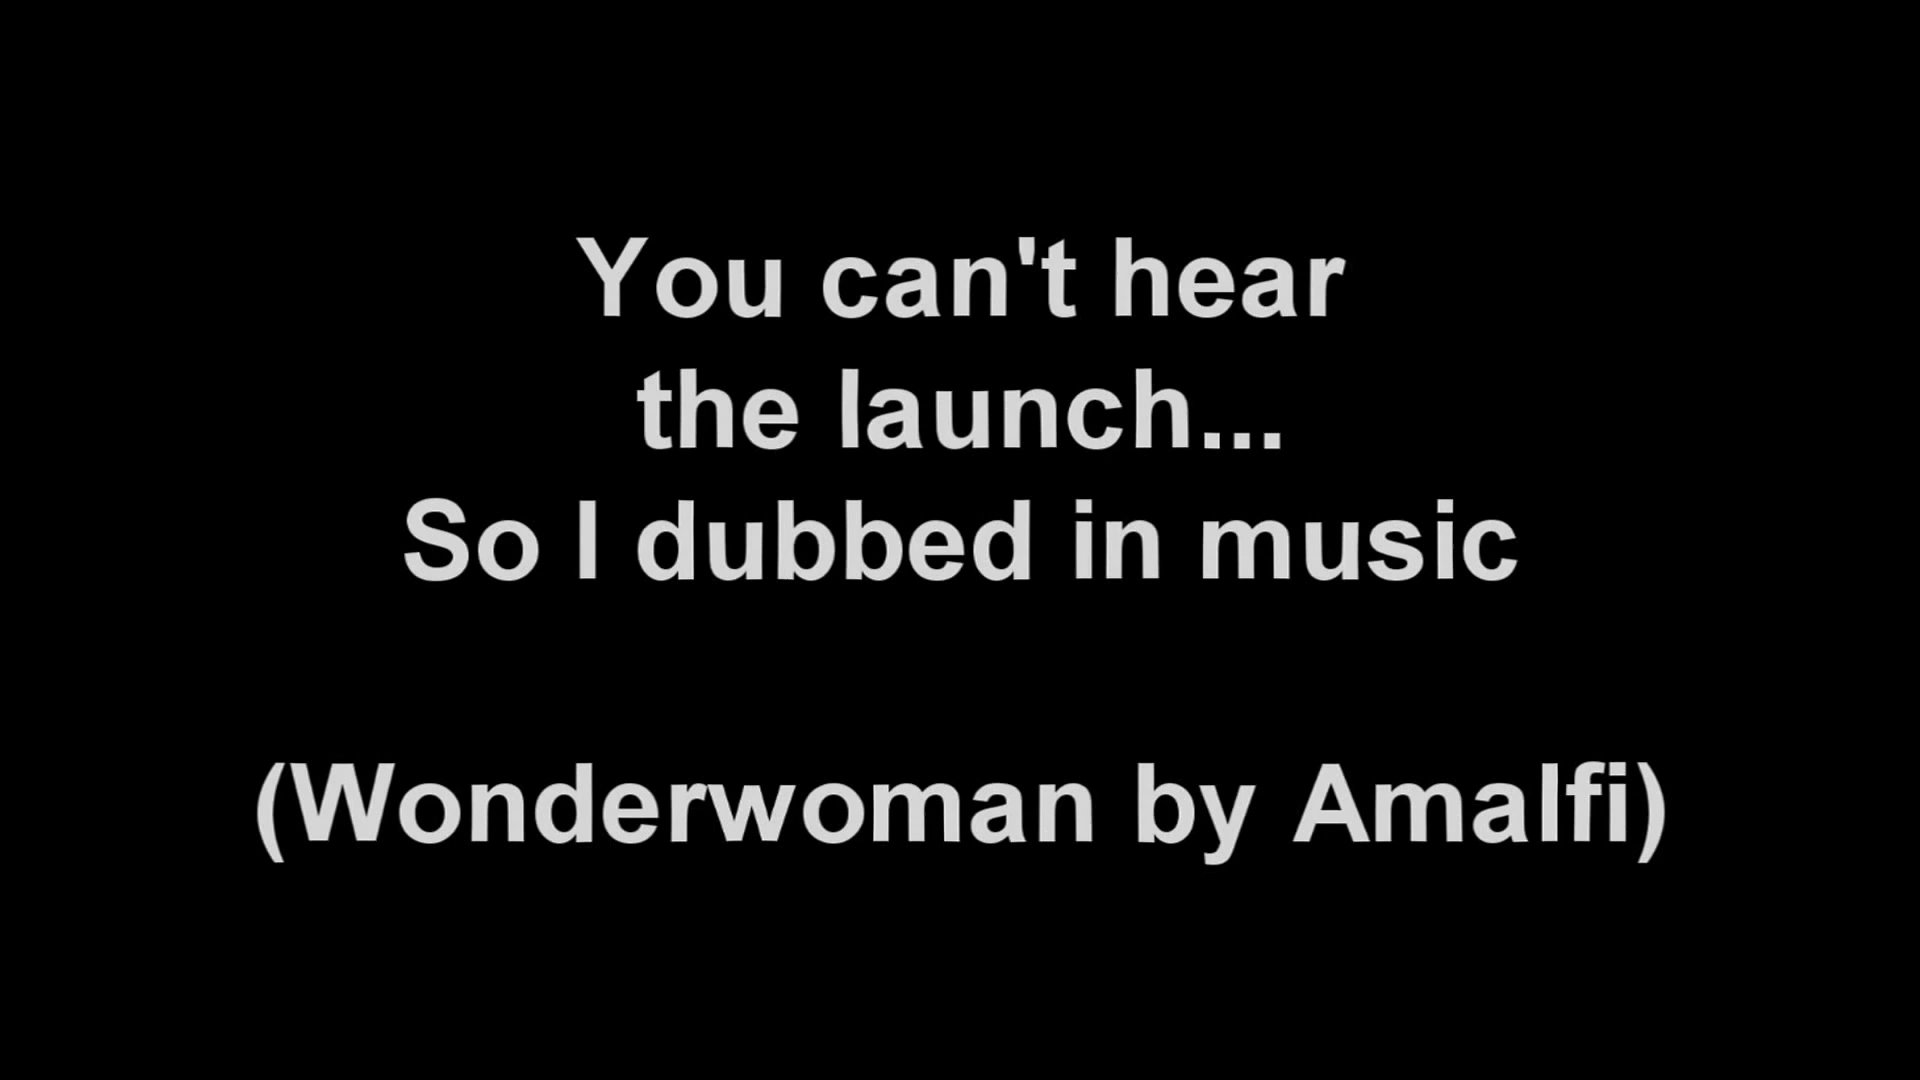 You can't hear
the launch...
So I dubbed in music
(Wonderwoman by Amalfi)